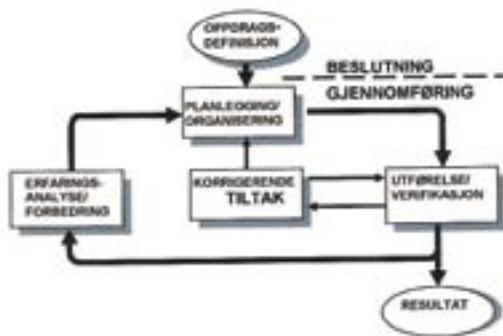 OPPDRAGS-
DEFINISJON
BESLUTNING
GJENNOMFØRING
PLANLEGGING/
ORGANISERING
ERFARINGS-
ANALYSE/
FORBEDRING
KORRIGERENDE
TILTAK
UTFØRELSE/
VERIFIKASJON
RESULTAT